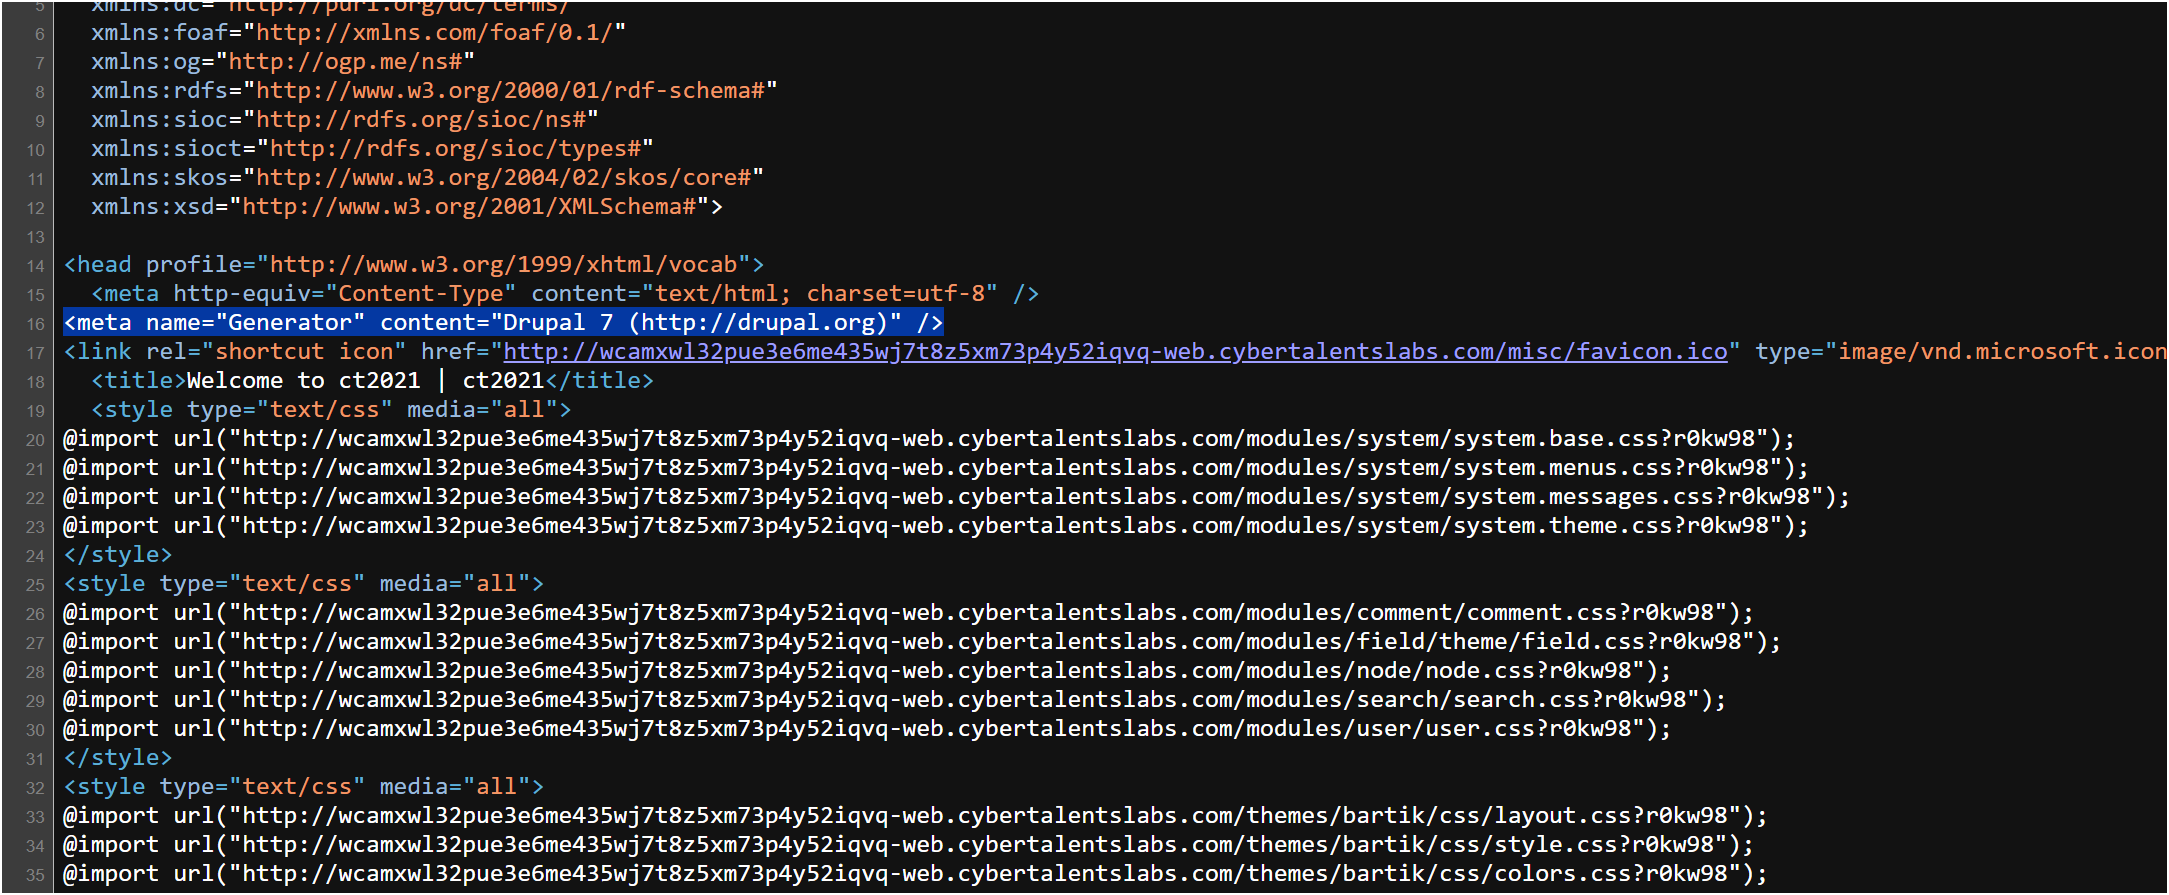 5 xmlns:dc="http://purl.org/dc/terms/"
6 xmlns:foaf="http://xmlns.com/foaf/0.1/"
7 xmlns:og="http://ogp.me/ns#"
8 xmlns:rdfs="http://www.w3.org/2000/01/rdf-schema#"
9 xmlns:sioc="http://rdfs.org/sioc/ns#"
10 xmlns:sioct="http://rdfs.org/sioc/types#"
11 xmlns:skos="http://www.w3.org/2004/02/skos/core#"
12 xmlns:xsd="http://www.w3.org/2001/XMLSchema#">
13
14 <head profile="http://www.w3.org/1999/xhtml/vocab">
15 <meta http-equiv="Content-Type" content="text/html; charset=utf-8" />
16 <meta name="Generator" content="Drupal 7 (http://drupal.org)" />
17 <link rel="shortcut icon" href="http://wcamxwl32pue3e6me435wj7t8z5xm73p4y52iqvq-web.cybertalentslabs.com/misc/favicon.ico" type="image/vnd.microsoft.icon
18 <title>Welcome to ct2021 | ct2021</title>
19 <style type="text/css" media="all">
20 @import url("http://wcamxwl32pue3e6me435wj7t8z5xm73p4y52iqvq-web.cybertalentslabs.com/modules/system/system.base.css?r0kw98");
21 @import url("http://wcamxwl32pue3e6me435wj7t8z5xm73p4y52iqvq-web.cybertalentslabs.com/modules/system/system.menus.css?r0kw98");
22 @import url("http://wcamxwl32pue3e6me435wj7t8z5xm73p4y52iqvq-web.cybertalentslabs.com/modules/system/system.messages.css?r0kw98");
23 @import url("http://wcamxwl32pue3e6me435wj7t8z5xm73p4y52iqvq-web.cybertalentslabs.com/modules/system/system.theme.css?r0kw98");
24 </style>
25 <style type="text/css" media="all">
26 @import url("http://wcamxwl32pue3e6me435wj7t8z5xm73p4y52iqvq-web.cybertalentslabs.com/modules/comment/comment.css?r0kw98");
27 @import url("http://wcamxwl32pue3e6me435wj7t8z5xm73p4y52iqvq-web.cybertalentslabs.com/modules/field/theme/field.css?r0kw98");
28 @import url("http://wcamxwl32pue3e6me435wj7t8z5xm73p4y52iqvq-web.cybertalentslabs.com/modules/node/node.css?r0kw98");
29 @import url("http://wcamxwl32pue3e6me435wj7t8z5xm73p4y52iqvq-web.cybertalentslabs.com/modules/search/search.css?r0kw98");
30 @import url("http://wcamxwl32pue3e6me435wj7t8z5xm73p4y52iqvq-web.cybertalentslabs.com/modules/user/user.css?r0kw98");
31 </style>
32 <style type="text/css" media="all">
33 @import url("http://wcamxwl32pue3e6me435wj7t8z5xm73p4y52iqvq-web.cybertalentslabs.com/themes/bartik/css/layout.css?r0kw98");
34 @import url("http://wcamxwl32pue3e6me435wj7t8z5xm73p4y52iqvq-web.cybertalentslabs.com/themes/bartik/css/style.css?r0kw98");
35 @import url("http://wcamxwl32pue3e6me435wj7t8z5xm73p4y52iqvq-web.cybertalentslabs.com/themes/bartik/css/colors.css?r0kw98");